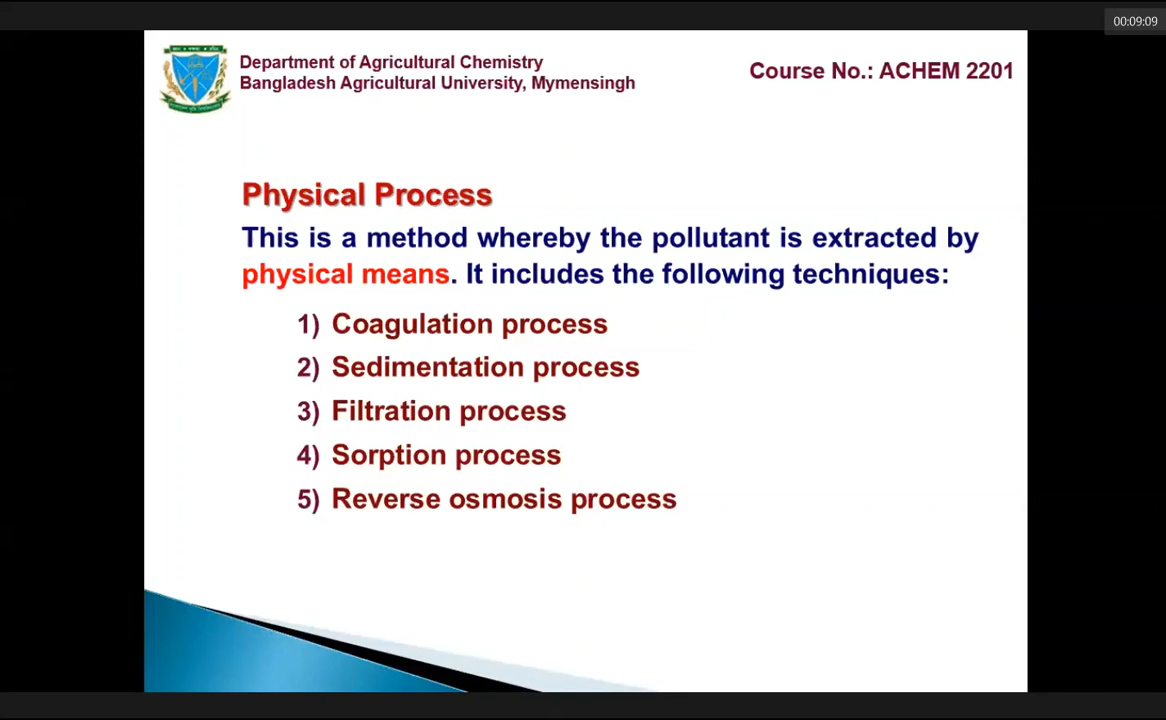 00:09:09
Department of Agricultural Chemistry
Bangladesh Agricultural University, Mymensingh
Course No.: ACHEM 2201
Physical Process
This is a method whereby the pollutant is extracted by
physical means. It includes the following techniques:
1) Coagulation process
2) Sedimentation process
3) Filtration process
4) Sorption process
5) Reverse osmosis process